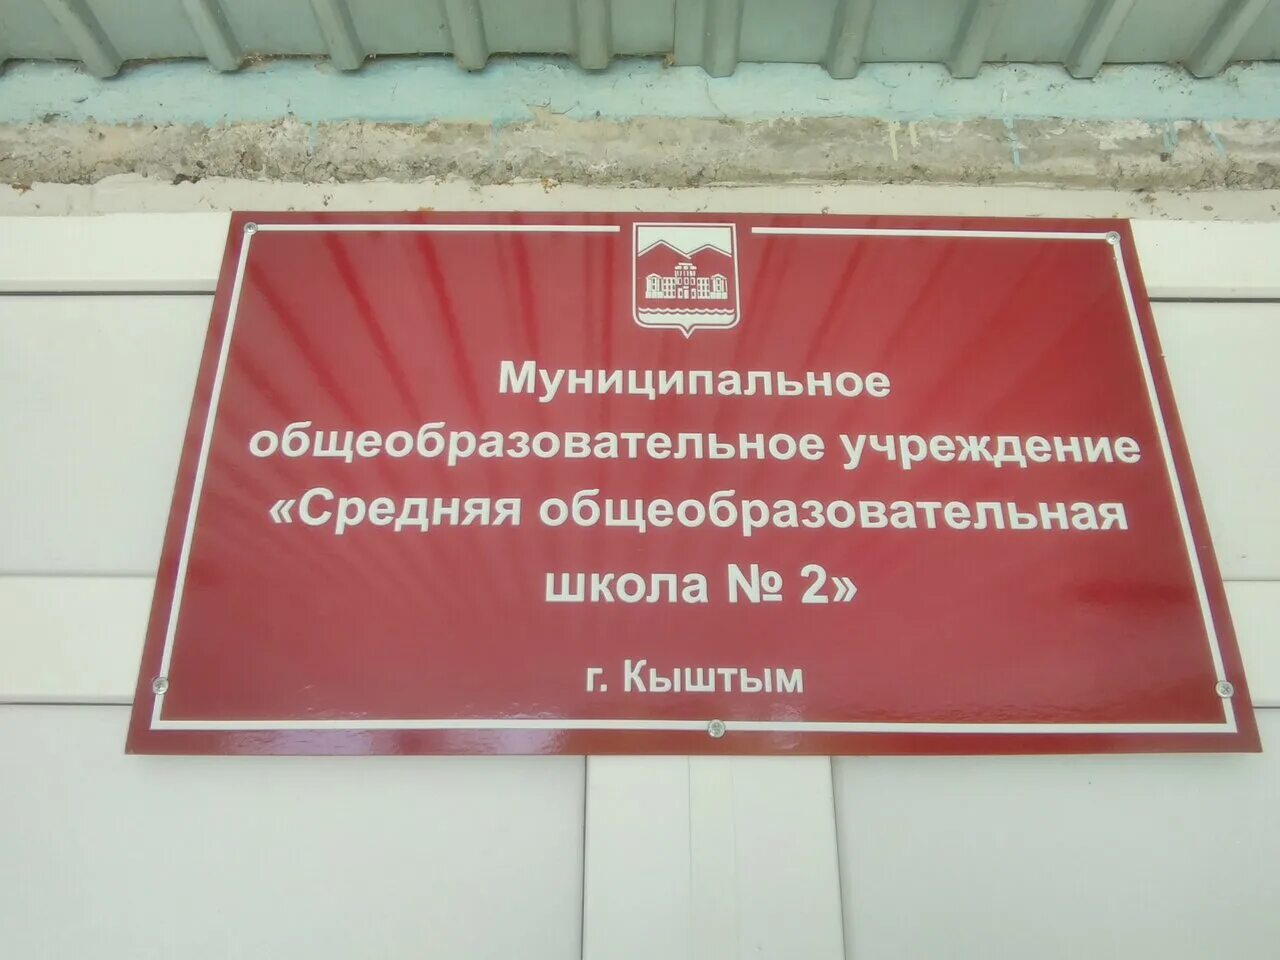 Муниципальное
общеобразовательное учреждение
«Средняя общеобразовательная
школа № 2»
г. Кыштым